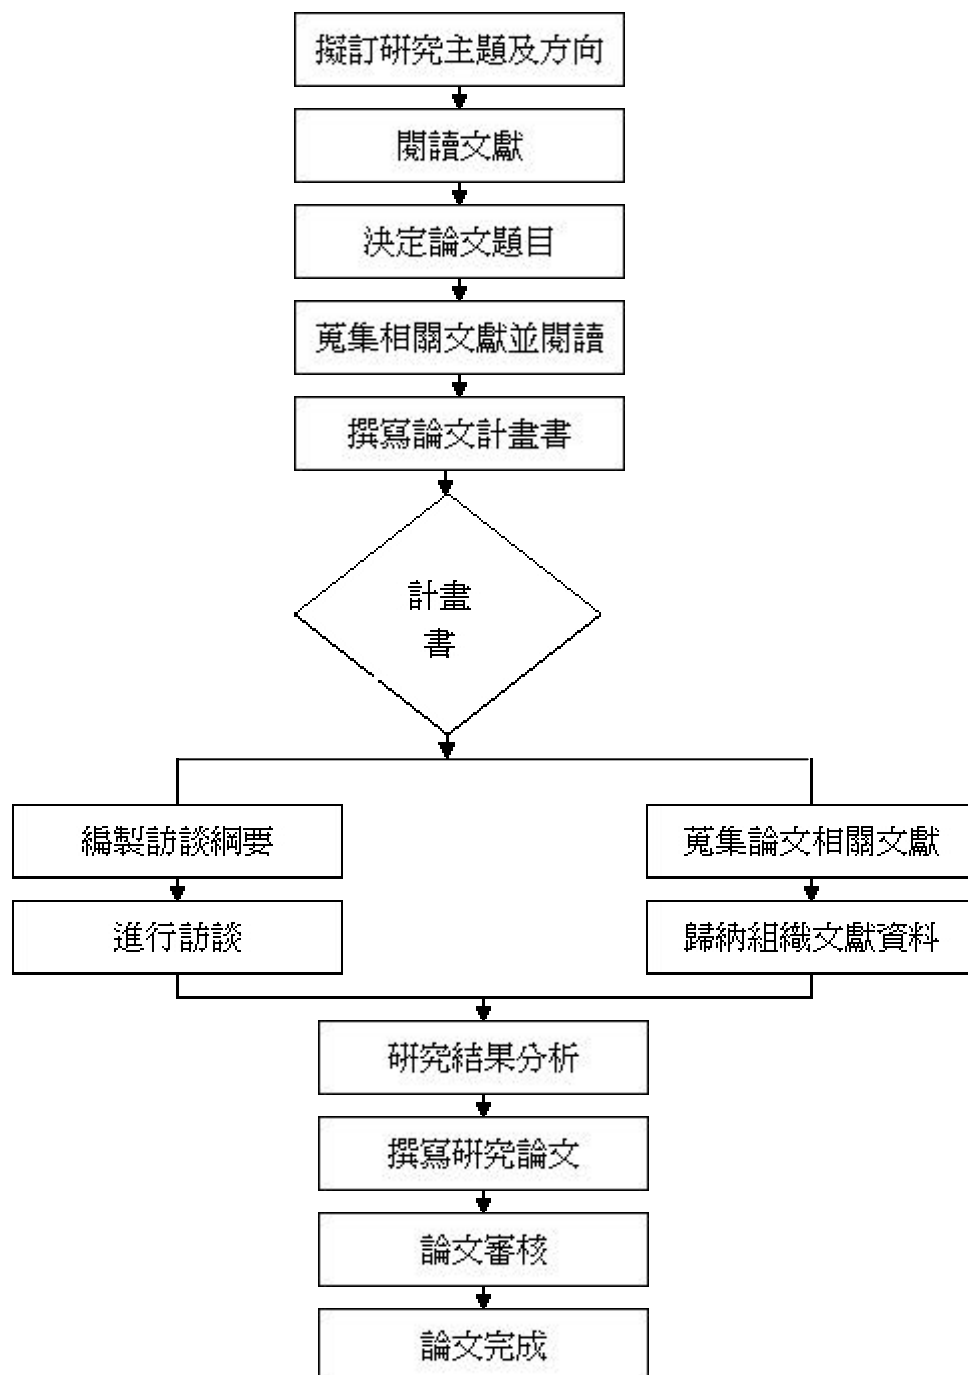 擬訂研究主題及方向
閱讀文獻
決定論文題目
蒐集相關文獻並閱讀
撰寫論文計畫書
計畫
書
編製訪談綱要
蒐集論文相關文獻
進行訪談
歸納組織文獻資料
研究結果分析
撰寫研究論文
論文審核
論文完成